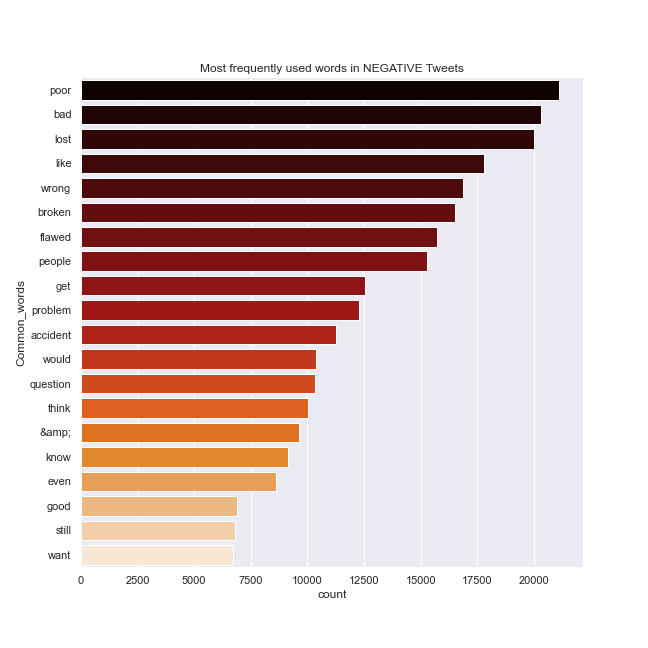 Most frequently used words in NEGATIVE Tweets
poor
bad
lost
like
wrong
broken
flawed
people
get
problem
accident
would
question
think
&amp;
know
even
good
still
want
Common_words
0 2500 5000 7500 10000 12500 15000 17500 20000
count